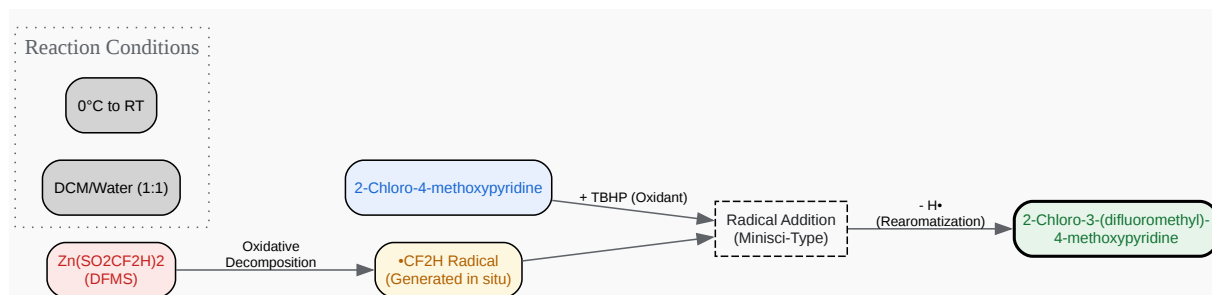 Reaction Conditions
0°C to RT
DCM/Water (1:1)
Zn(SO2CF2H)2
(DFMS)
Oxidative
Decomposition
2-Chloro-4-methoxypyridine
•CF2H Radical
(Generated in situ)
+ TBHP (Oxidant)
Radical Addition
(Minisci-Type)
- H•
(Rearomatization)
2-Chloro-3-(difluoromethyl)-
4-methoxypyridine